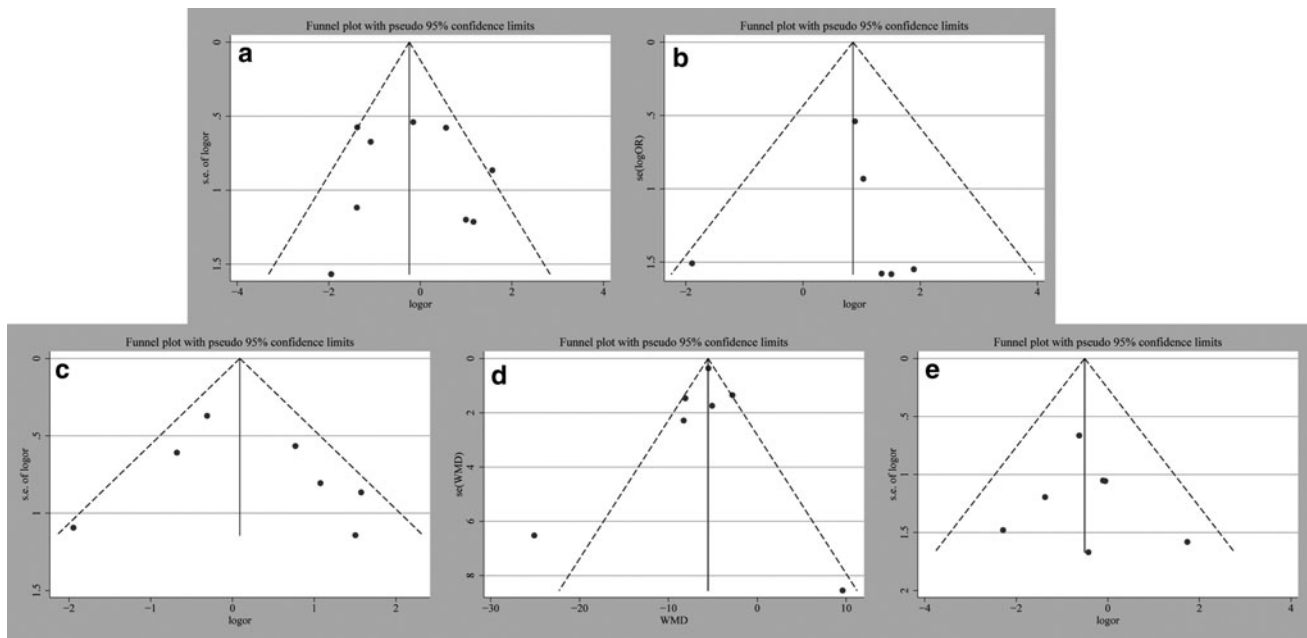 Funnel plot with pseudo 95% confidence limits
a
0
.5
1
1.5
s.e. of logor
−4
−2
0
2
4
logor
Funnel plot with pseudo 95% confidence limits
b
0
.5
1
1.5
se(logOR)
−2
0
2
4
logor
Funnel plot with pseudo 95% confidence limits
c
0
.5
1
1.5
s.e. of logor
−2
−1
0
1
2
logor
Funnel plot with pseudo 95% confidence limits
d
0
2
4
6
8
se(WMD)
−30
−20
−10
0
10
WMD
Funnel plot with pseudo 95% confidence limits
e
0
.5
1
1.5
2
s.e. of logor
−4
−2
0
2
4
logor